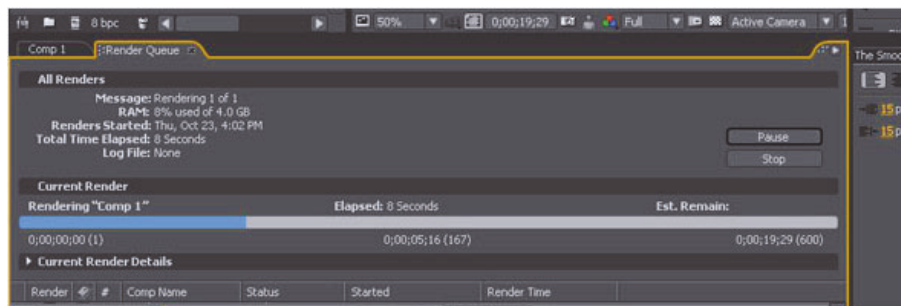 8 bpc 50% 0;00;19;29 Full Active Camera 1
Comp 1 Render Queue
The Smoo
All Renders
Message: Rendering 1 of 1
RAM: 8% used of 4.0 GB
Renders Started: Thu, Oct 23, 4:02 PM
Total Time Elapsed: 8 Seconds
Log File: None
Pause
Stop
15 p
15 p
Current Render
Rendering "Comp 1" Elapsed: 8 Seconds Est. Remain:
0;00;00;00 (1) 0;00;05;16 (167) 0;00;19;29 (600)
Current Render Details
Render # Comp Name Status Started Render Time